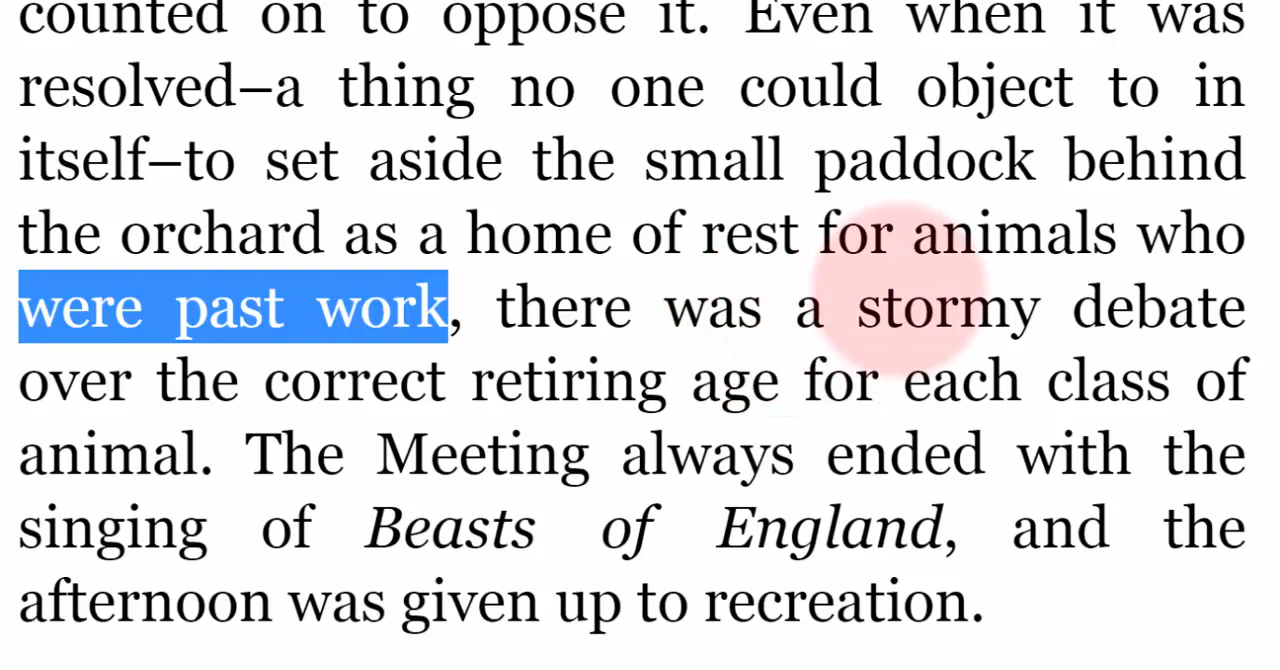 counted on to oppose it. Even when it was
resolved–a thing no one could object to in
itself–to set aside the small paddock behind
the orchard as a home of rest for animals who
were past work, there was a stormy debate
over the correct retiring age for each class of
animal. The Meeting always ended with the
singing of Beasts of England, and the
afternoon was given up to recreation.